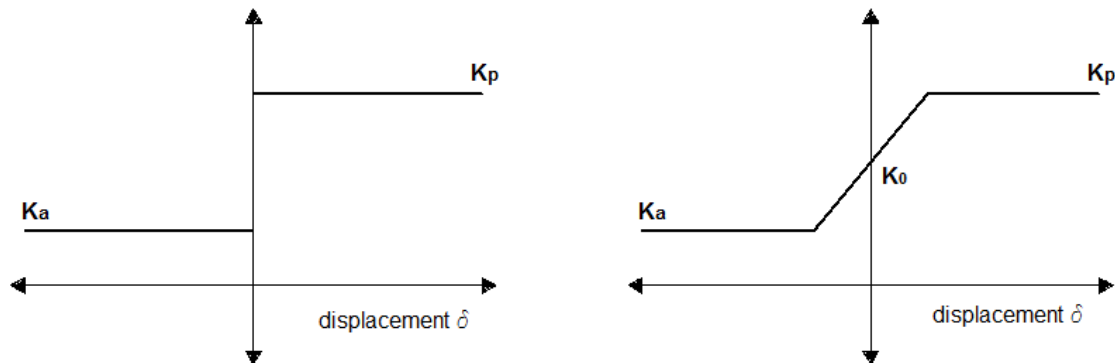 Kp
Ka
displacement δ
Kp
K0
Ka
displacement δ